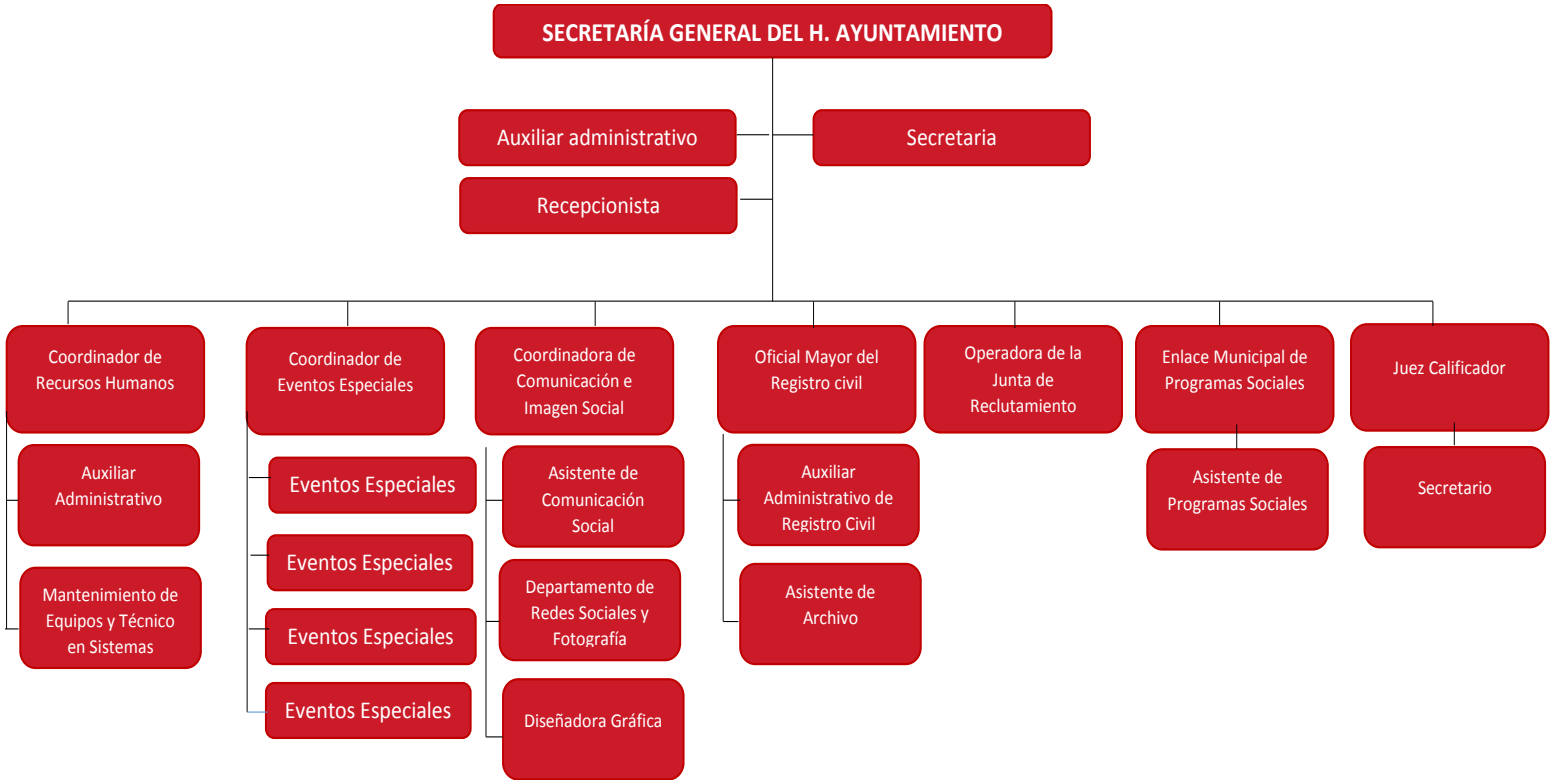 SECRETARÍA GENERAL DEL H. AYUNTAMIENTO
Auxiliar administrativo
Secretaria
Recepcionista
Coordinador de
Recursos Humanos
Coordinador de
Eventos Especiales
Coordinadora de
Comunicación e
Imagen Social
Oficial Mayor del
Registro civil
Operadora de la
Junta de
Reclutamiento
Enlace Municipal de
Programas Sociales
Juez Calificador
Auxiliar
Administrativo
Mantenimiento de
Equipos y Técnico
en Sistemas
Eventos Especiales
Eventos Especiales
Eventos Especiales
Eventos Especiales
Asistente de
Comunicación
Social
Departamento de
Redes Sociales y
Fotografía
Diseñadora Gráfica
Auxiliar
Administrativo de
Registro Civil
Asistente de
Archivo
Asistente de
Programas Sociales
Secretario